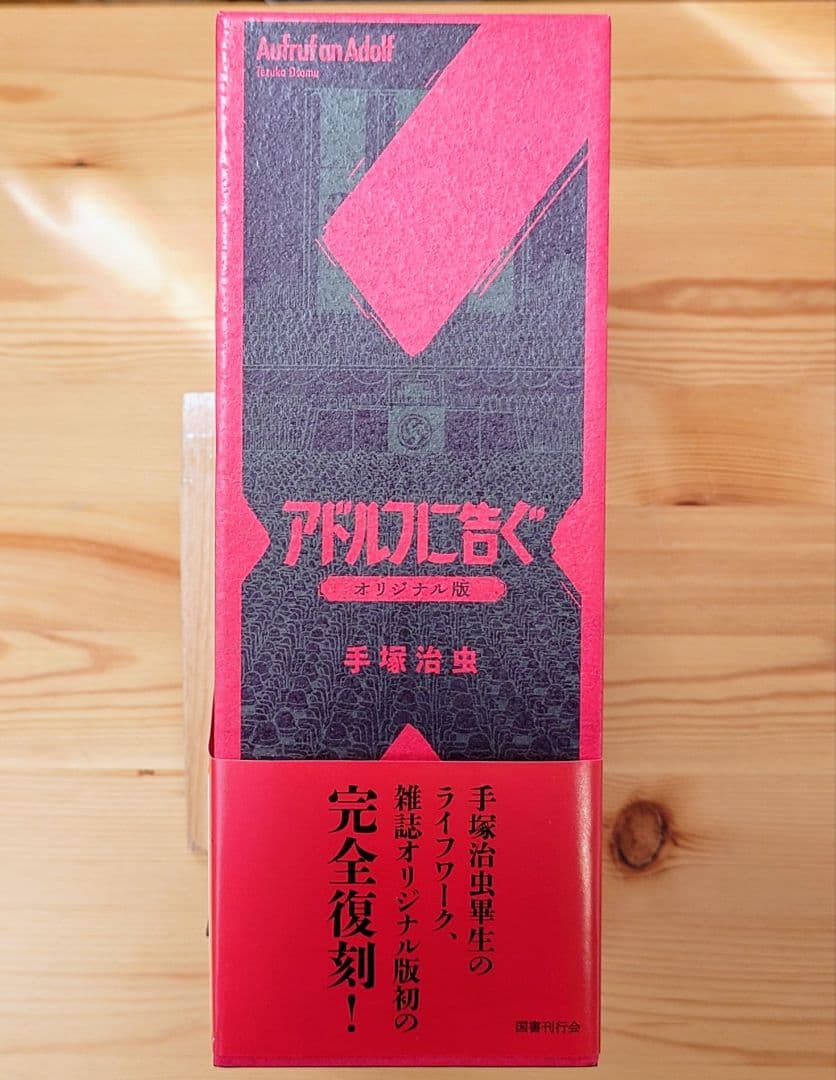 Aufruf an Adolf
Tezuka Osamu
アドルフに告ぐ
オリジナル版
手塚治虫
手塚治虫畢生の
ライフワーク、
雑誌オリジナル版初の
完全復刻!
国書刊行会